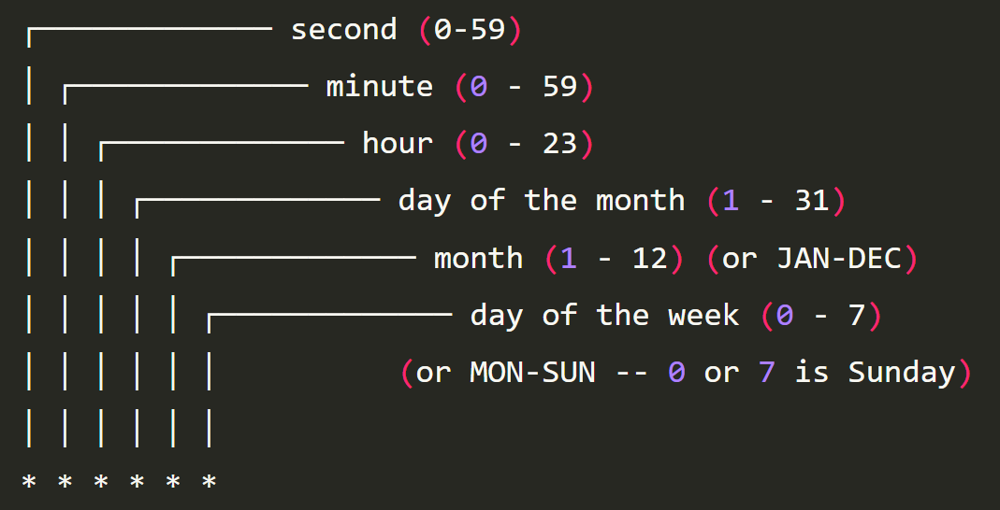 ┌───────────── second (0-59)
│ ┌───────────── minute (0 - 59)
│ │ ┌───────────── hour (0 - 23)
│ │ │ ┌───────────── day of the month (1 - 31)
│ │ │ │ ┌───────────── month (1 - 12) (or JAN-DEC)
│ │ │ │ │ ┌───────────── day of the week (0 - 7)
│ │ │ │ │ │          (or MON-SUN -- 0 or 7 is Sunday)
│ │ │ │ │ │
* * * * * *